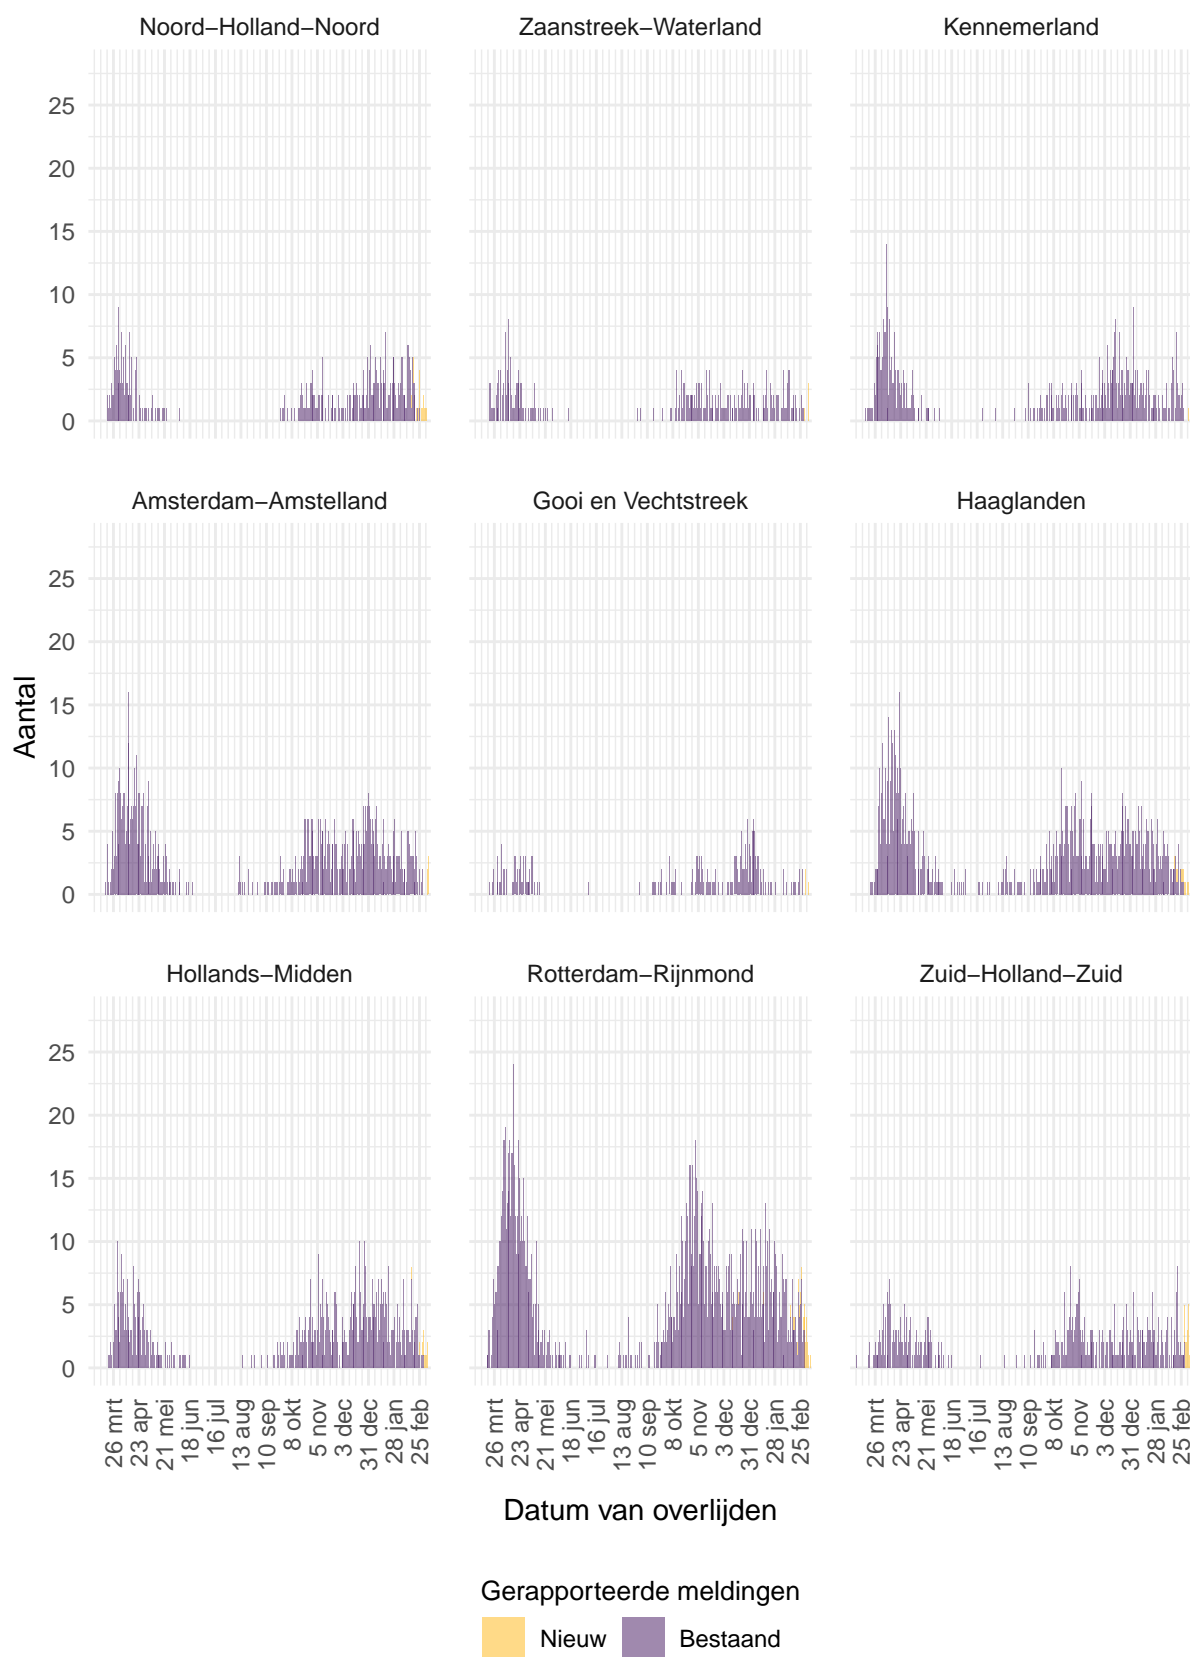 Noord−Holland−Noord
Zaanstreek−Waterland
Kennemerland
25
20
15
10
5
0
Amsterdam−Amstelland
Gooi en Vechtstreek
Haaglanden
25
20
15
10
5
0
Aantal
Hollands−Midden
Rotterdam−Rijnmond
Zuid−Holland−Zuid
25
20
15
10
5
0
26 mrt
23 apr
21 mei
18 jun
16 jul
13 aug
10 sep
8 okt
5 nov
3 dec
31 dec
28 jan
25 feb
26 mrt
23 apr
21 mei
18 jun
16 jul
13 aug
10 sep
8 okt
5 nov
3 dec
31 dec
28 jan
25 feb
26 mrt
23 apr
21 mei
18 jun
16 jul
13 aug
10 sep
8 okt
5 nov
3 dec
31 dec
28 jan
25 feb
Datum van overlijden
Gerapporteerde meldingen
Nieuw
Bestaand